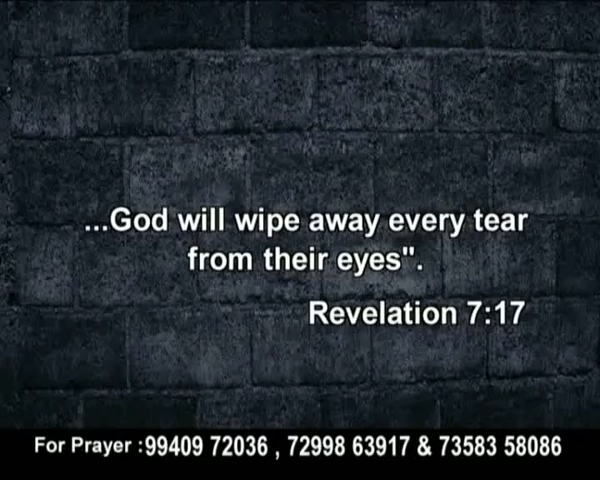 ...God will wipe away every tear
from their eyes".
Revelation 7:17
For Prayer :99409 72036 , 72998 63917 & 73583 58086